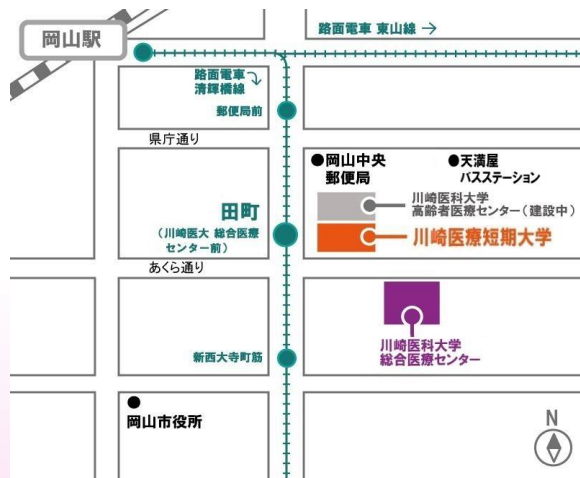 岡山駅
路面電車 東山線 →
路面電車
清輝橋線
郵便局前
県庁通り
●岡山中央
郵便局
●天満屋
バスステーション
川崎医科大学
高齢者医療センター(建設中)
川崎医療短期大学
田町
(川崎医大 総合医療
センター前)
あくら通り
川崎医科大学
総合医療センター
新西大寺町筋
●
岡山市役所
N